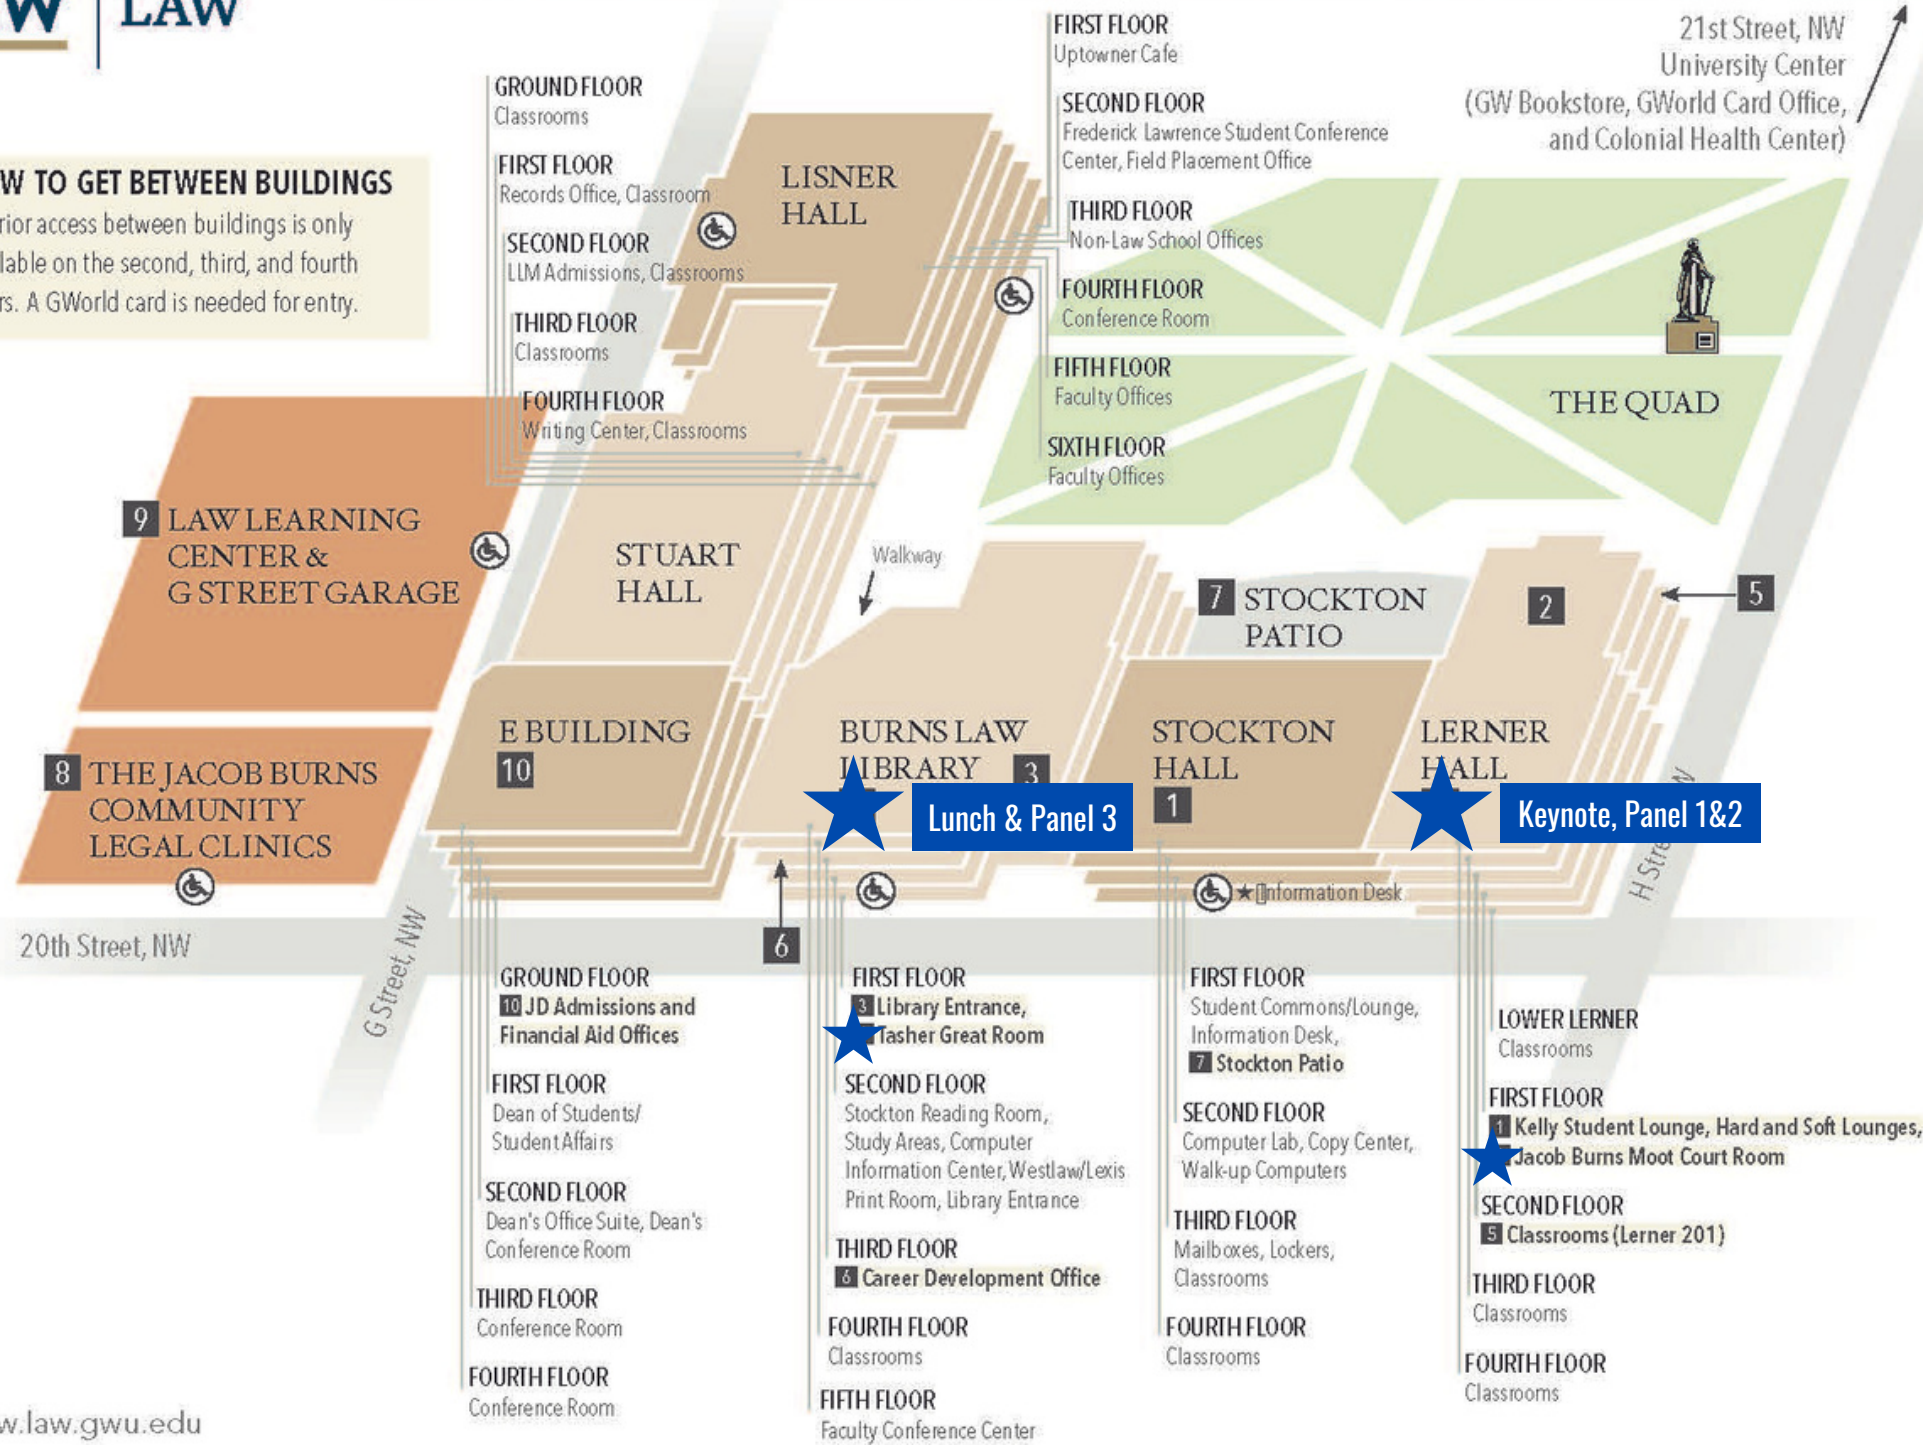 LAW
W TO GET BETWEEN BUILDINGS
rior access between buildings is only
lable on the second, third, and fourth
rs. A GWorld card is needed for entry.
GROUND FLOOR
Classrooms
FIRST FLOOR
Records Office, Classroom
SECOND FLOOR
LLM Admissions, Classrooms
THIRD FLOOR
Classrooms
FOURTH FLOOR
Writing Center, Classrooms
LISNER
HALL
FIRST FLOOR
Uptowner Cafe
SECOND FLOOR
Frederick Lawrence Student Conference
Center, Field Placement Office
THIRD FLOOR
Non-Law School Offices
FOURTH FLOOR
Conference Room
FIFTH FLOOR
Faculty Offices
SIXTH FLOOR
Faculty Offices
21st Street, NW
University Center
(GW Bookstore, GWorld Card Office,
and Colonial Health Center)
THE QUAD
9 LAW LEARNING
CENTER &
G STREET GARAGE
STUART
HALL
Walkway
7 STOCKTON
PATIO
2
5
8 THE JACOB BURNS
COMMUNITY
LEGAL CLINICS
E BUILDING
10
BURNS LAW
LIBRARY 3
Lunch & Panel 3
STOCKTON
HALL
1
LERNER
HALL
Keynote, Panel 1&2
Information Desk
H Stre W
20th Street, NW
G Street, NW
6
GROUND FLOOR
10 JD Admissions and
Financial Aid Offices
FIRST FLOOR
Dean of Students/
Student Affairs
SECOND FLOOR
Dean's Office Suite, Dean's
Conference Room
THIRD FLOOR
Conference Room
FOURTH FLOOR
Conference Room
FIRST FLOOR
3 Library Entrance,
Tasher Great Room
SECOND FLOOR
Stockton Reading Room,
Study Areas, Computer
Information Center, Westlaw/Lexis
Print Room, Library Entrance
THIRD FLOOR
6 Career Development Office
FOURTH FLOOR
Classrooms
FIFTH FLOOR
Faculty Conference Center
FIRST FLOOR
Student Commons/Lounge,
Information Desk,
7 Stockton Patio
SECOND FLOOR
Computer Lab, Copy Center,
Walk-up Computers
THIRD FLOOR
Mailboxes, Lockers,
Classrooms
FOURTH FLOOR
Classrooms
LOWER LERNER
Classrooms
FIRST FLOOR
1 Kelly Student Lounge, Hard and Soft Lounges,
Jacob Burns Moot Court Room
SECOND FLOOR
5 Classrooms (Lerner 201)
THIRD FLOOR
Classrooms
FOURTH FLOOR
Classrooms
w.law.gwu.edu